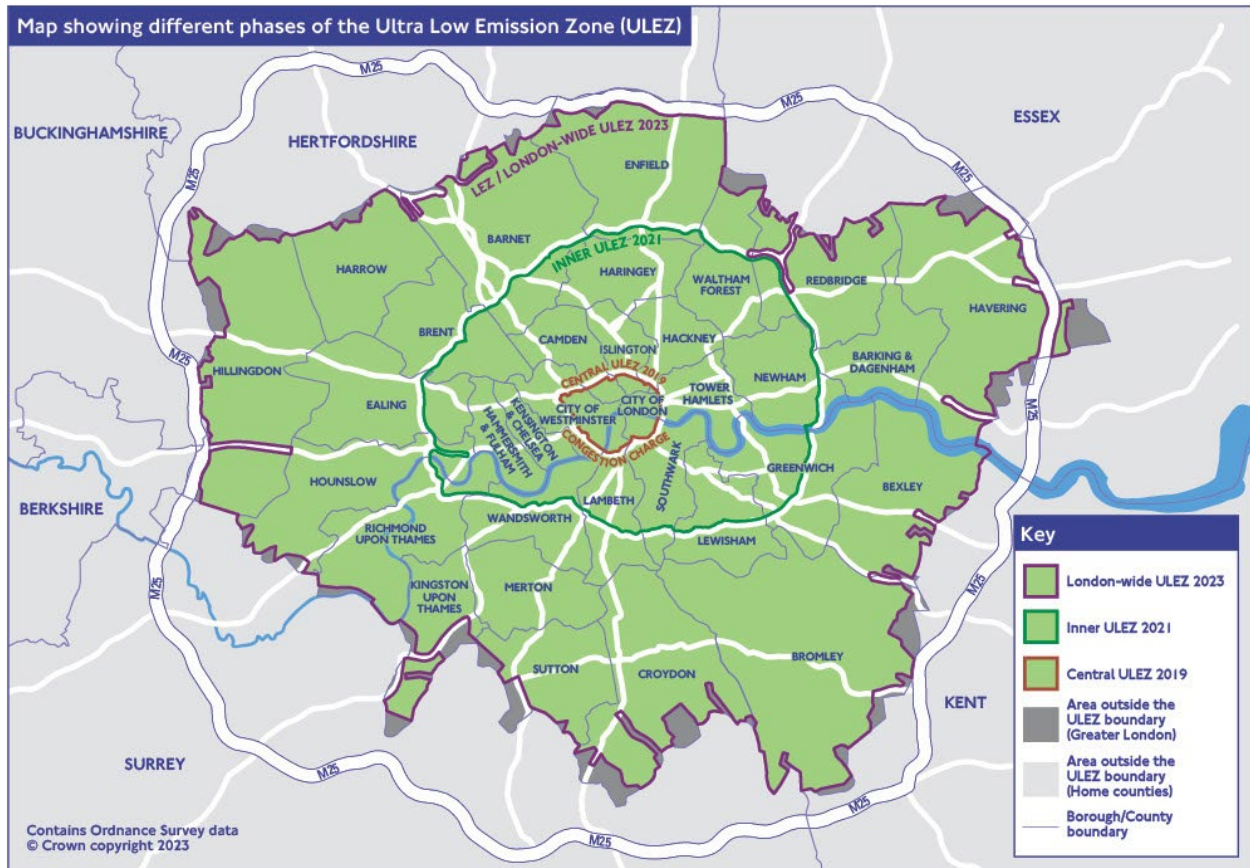 Map showing different phases of the Ultra Low Emission Zone (ULEZ)
M25
M25
ESSEX
BUCKINGHAMSHIRE
HERTFORDSHIRE
LEZ / LONDON-WIDE ULEZ 2023
ENFIELD
M25
BARNET
INNER ULEZ 2021
HARROW
HARINGEY
WALTHAM
FOREST
REDBRIDGE
HAVERING
BRENT
CAMDEN
ISLINGTON
HACKNEY
M25
HILLINGDON
CENTRAL ULEZ 2019
BARKING &
DAGENHAM
NEWHAM
EALING
KENSINGTON
& CHELSEA
HAMMERSMITH
& FULHAM
CITY OF
WESTMINSTER
CITY OF
LONDON
TOWER
HAMLETS
M25
CONGESTION CHARGE
HOUNSLOW
GREENWICH
BEXLEY
BERKSHIRE
LAMBETH
SOUTHWARK
WANDSWORTH
RICHMOND
UPON THAMES
LEWISHAM
M25
M25
KINGSTON
UPON
THAMES
MERTON
SUTTON
CROYDON
BROMLEY
KENT
SURREY
M25
M25
Key
London-wide ULEZ 2023
Inner ULEZ 2021
Central ULEZ 2019
Area outside the
ULEZ boundary
(Greater London)
Area outside the
ULEZ boundary
(Home counties)
Borough/County
boundary
Contains Ordnance Survey data
© Crown copyright 2023